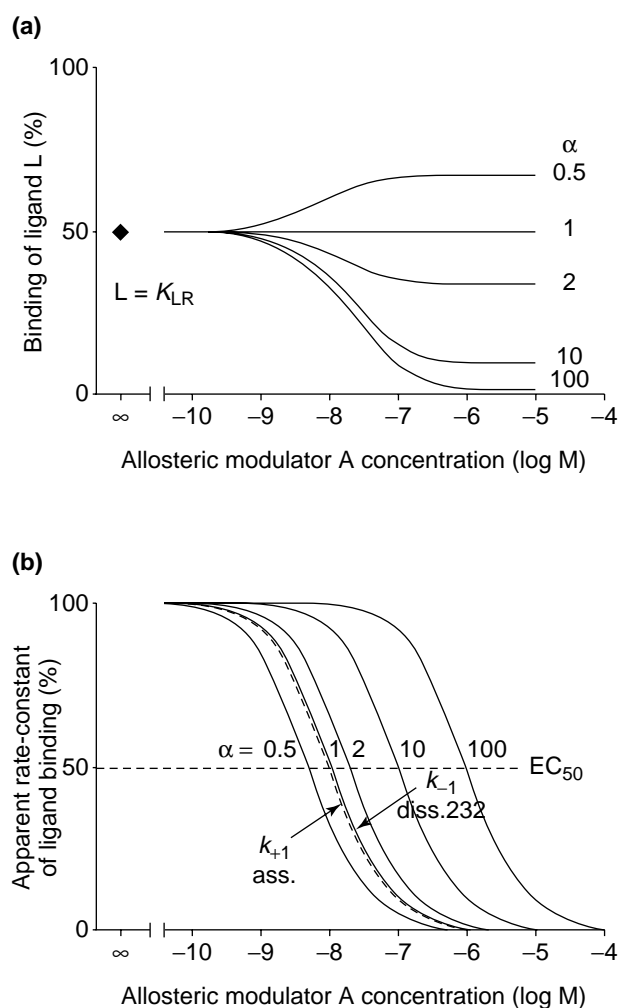 (a)
100
50
0
Binding of ligand L (%)
L = K_LR
α
0.5
1
2
10
100
∞ –10 –9 –8 –7 –6 –5 –4
Allosteric modulator A concentration (log M)
(b)
100
50
0
Apparent rate-constant
of ligand binding (%)
α = 0.5 1 2 10 100
EC50
k–1
diss.232
k+1
ass.
∞ –10 –9 –8 –7 –6 –5 –4
Allosteric modulator A concentration (log M)